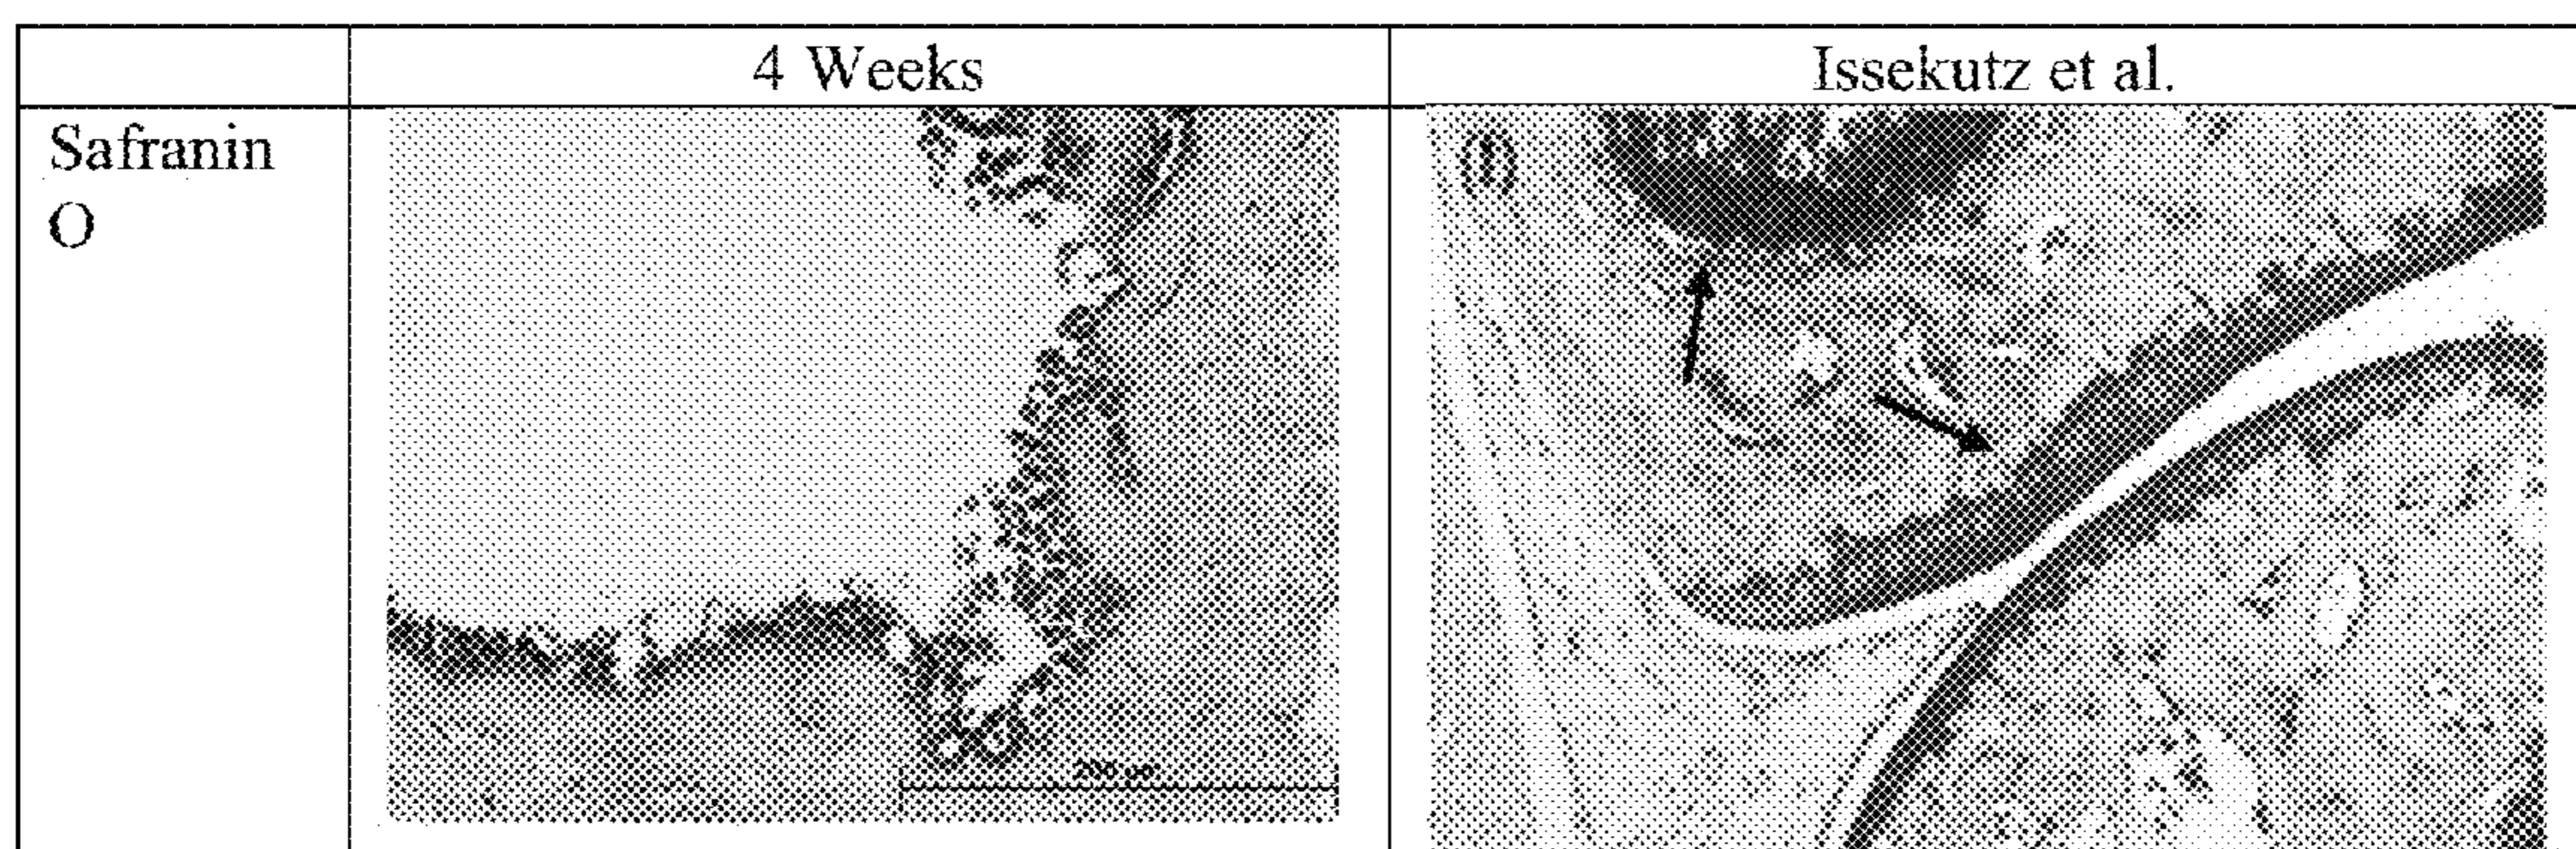 4 Weeks
Issekutz et al.
Safranin
O